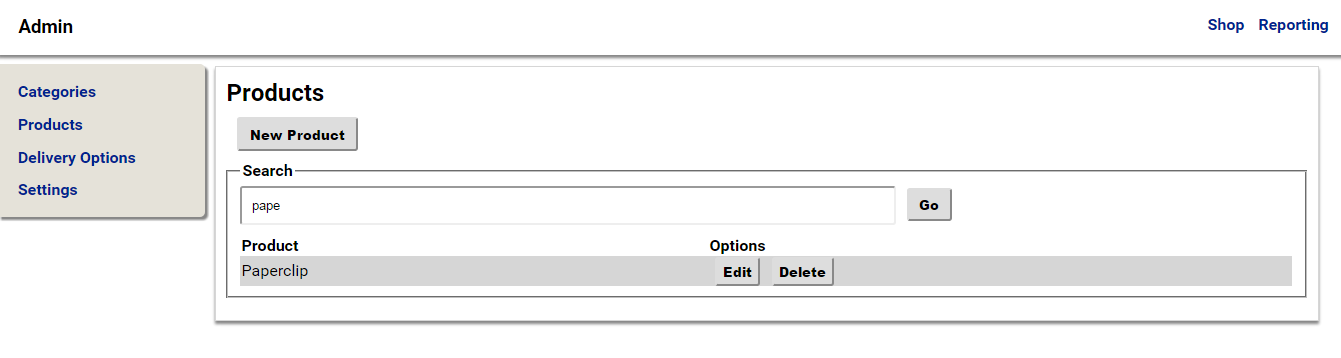 Admin
Shop Reporting
Categories
Products
Delivery Options
Settings
Products
New Product
Search
pape
Go
Product Options
Paperclip Edit Delete